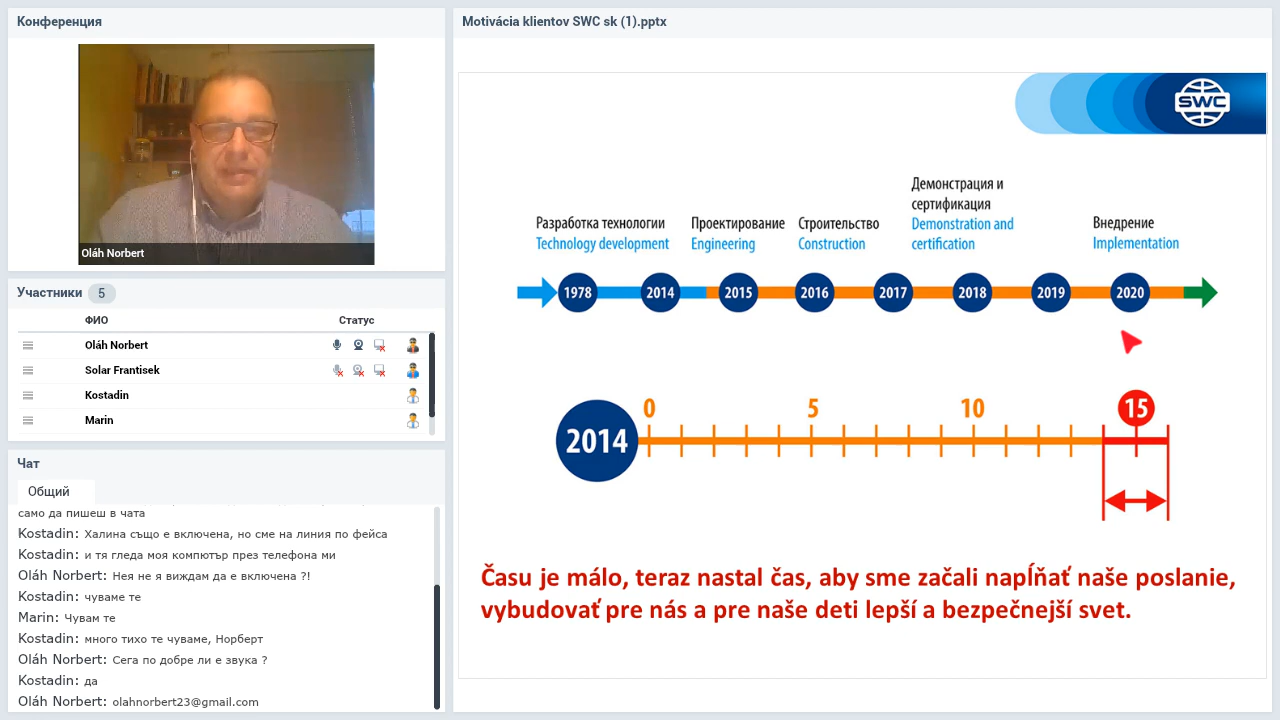 Конференция
Oláh Norbert
Участники 5
ФИО Статус
Oláh Norbert
Solar Frantisek
Kostadin
Marin
Чат
Общий
само да пишеш в чата
Kostadin: Халина също е включена, но сме на линия по фейса
Kostadin: и тя гледа моя компютър през телефона ми
Oláh Norbert: Нея не я виждам да е включена ?!
Kostadin: чуваме те
Marin: Чувам те
Kostadin: много тихо те чуваме, Норберт
Oláh Norbert: Сега по добре ли е звука ?
Kostadin: да
Oláh Norbert: olahnorbert23@gmail.com
Motivácia klientov SWC sk (1).pptx
SWC
Разработка технологии
Technology development
Проектирование
Engineering
Строительство
Construction
Демонстрация и
сертификация
Demonstration and
certification
Внедрение
Implementation
1978 2014 2015 2016 2017 2018 2019 2020
0 5 10 15
2014
Času je málo, teraz nastal čas, aby sme začali napĺňať naše poslanie,
vybudovať pre nás a pre naše deti lepší a bezpečnejší svet.